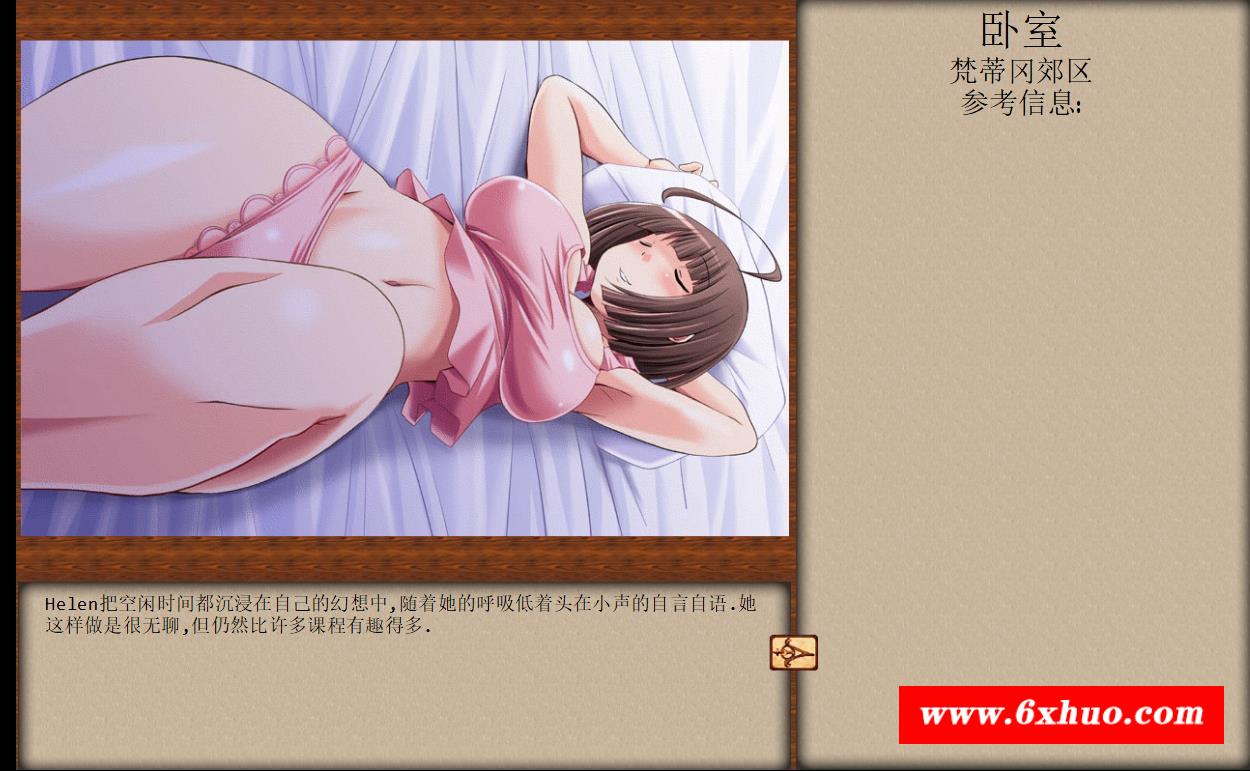 卧室
梵蒂冈郊区
参考信息:
Helen把空闲时间都沉浸在自己的幻想中,随着她的呼吸低着头在小声的自言自语.她
这样做是很无聊,但仍然比许多课程有趣得多.
www.6xhuo.com